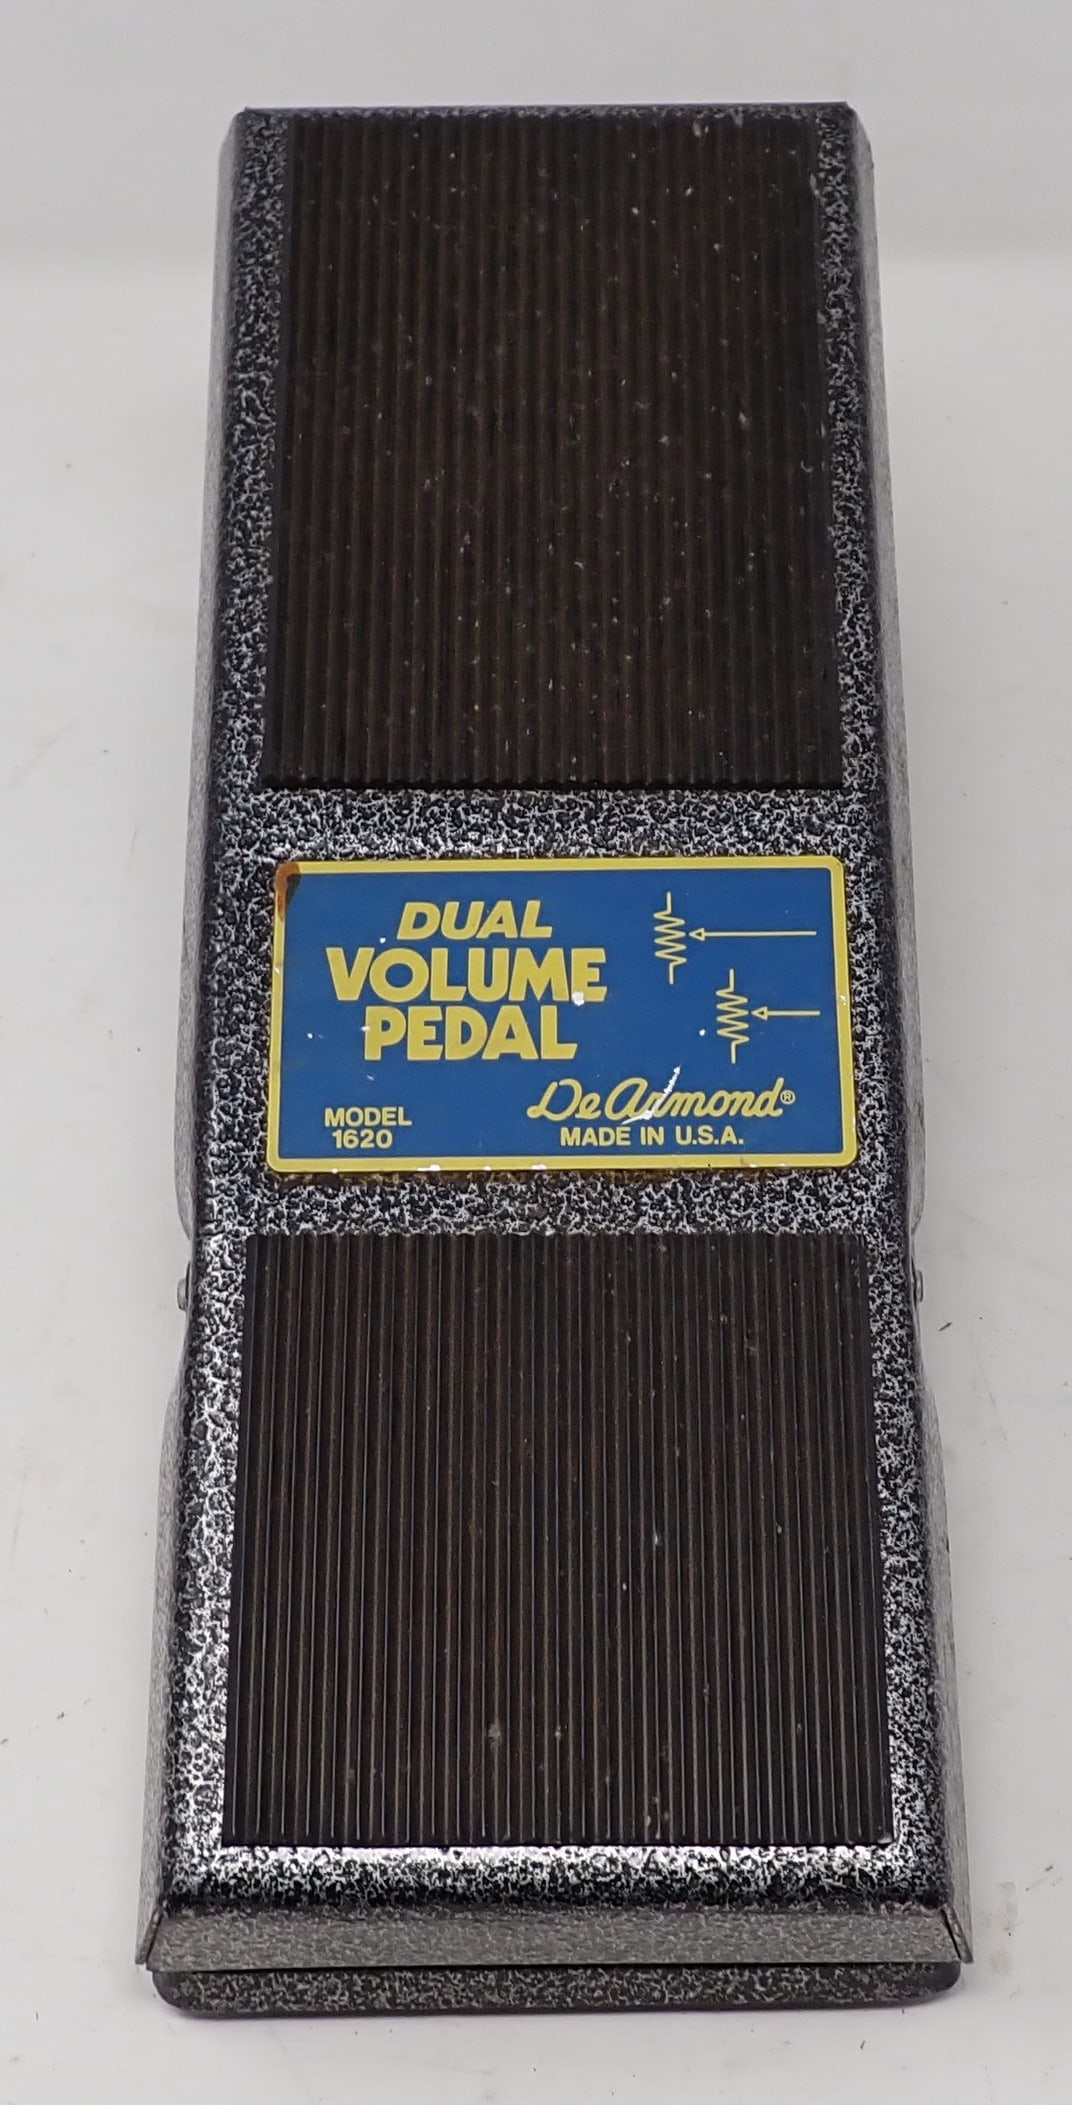 DUAL
VOLUME
PEDAL
MODEL
1620
DeArmond®
MADE IN U.S.A.